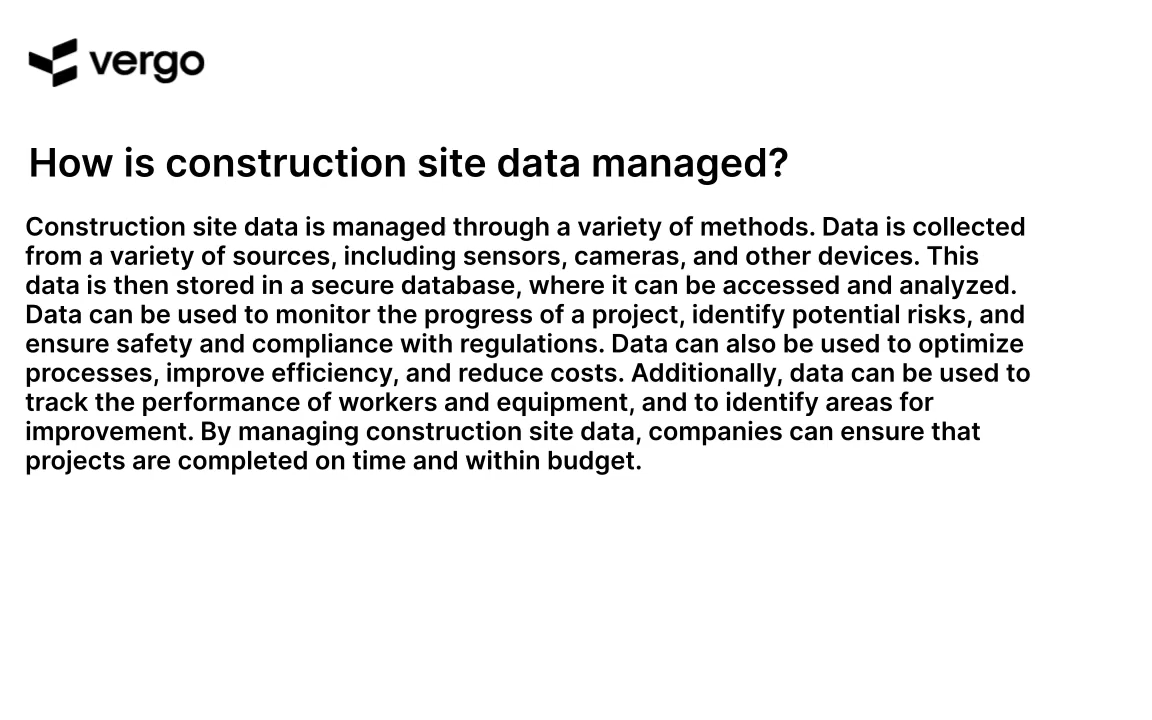 vergo
How is construction site data managed?
Construction site data is managed through a variety of methods. Data is collected
from a variety of sources, including sensors, cameras, and other devices. This
data is then stored in a secure database, where it can be accessed and analyzed.
Data can be used to monitor the progress of a project, identify potential risks, and
ensure safety and compliance with regulations. Data can also be used to optimize
processes, improve efficiency, and reduce costs. Additionally, data can be used to
track the performance of workers and equipment, and to identify areas for
improvement. By managing construction site data, companies can ensure that
projects are completed on time and within budget.